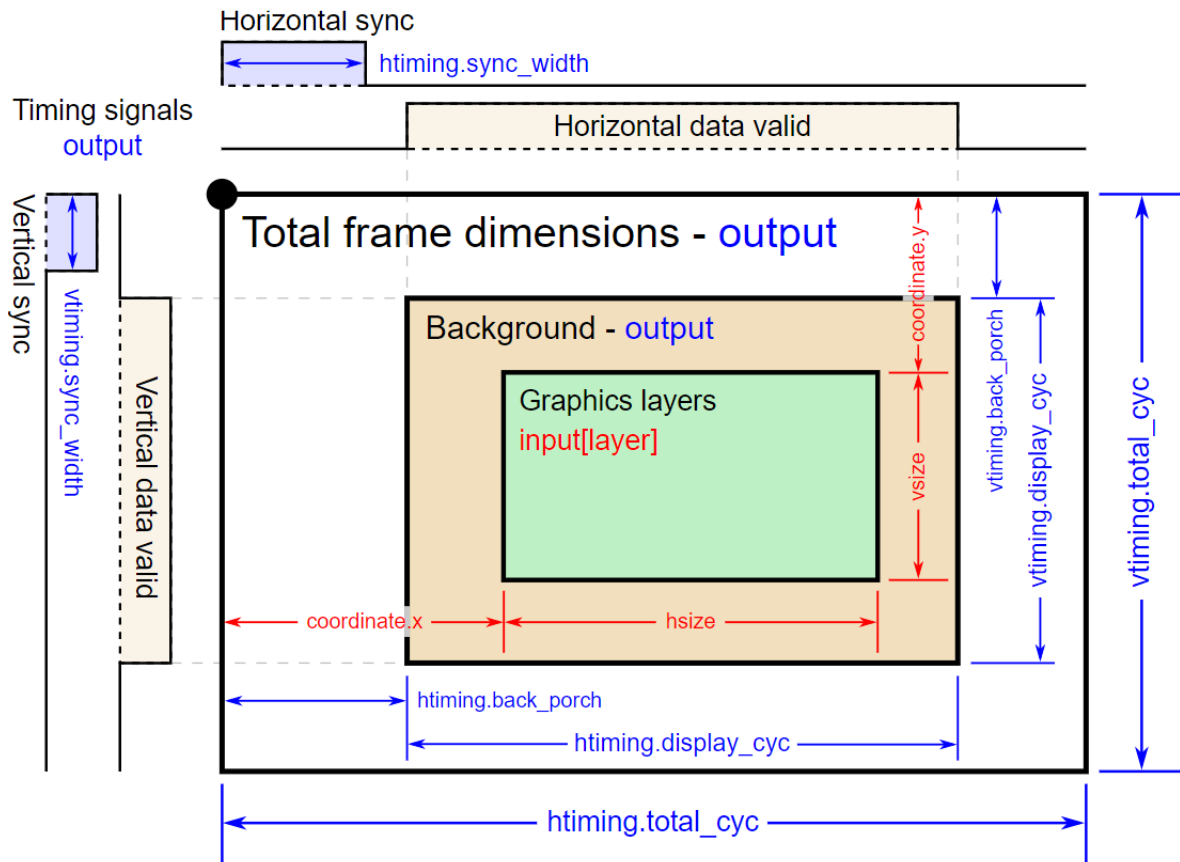 Horizontal sync
htiming.sync_width
Timing signals
output
Horizontal data valid
Vertical sync
vtiming.sync_width
Vertical data valid
Total frame dimensions - output
coordinate.y
vtiming.back_porch
vtiming.display_cyc
vtiming.total_cyc
Background - output
Graphics layers
input[layer]
vsize
coordinate.x
hsize
htiming.back_porch
htiming.display_cyc
htiming.total_cyc